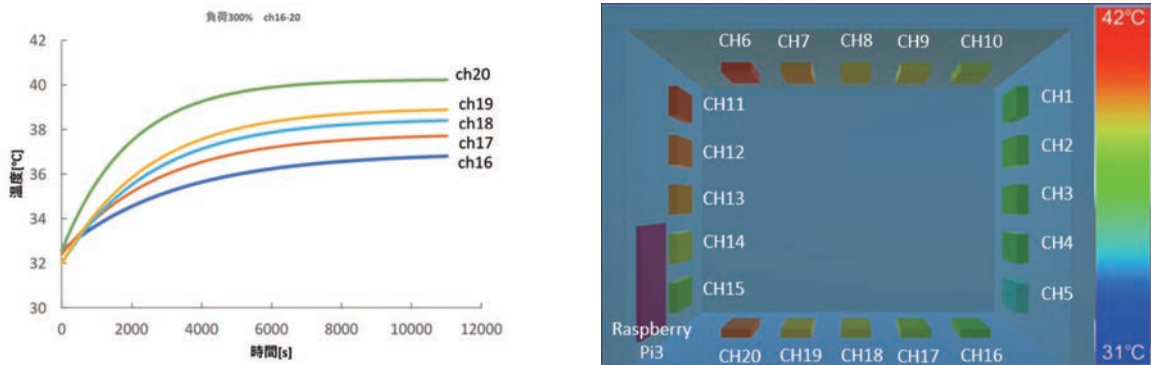 負荷300% ch16-20
42
40
38
36
34
32
30
温度[℃]
ch20
ch19
ch18
ch17
ch16
0 2000 4000 6000 8000 10000 12000
時間[s]
42℃
CH6 CH7 CH8 CH9 CH10
CH11 CH1
CH12 CH2
CH13 CH3
CH14 CH4
CH15 CH5
Raspberry
Pi3
CH20 CH19 CH18 CH17 CH16
31℃